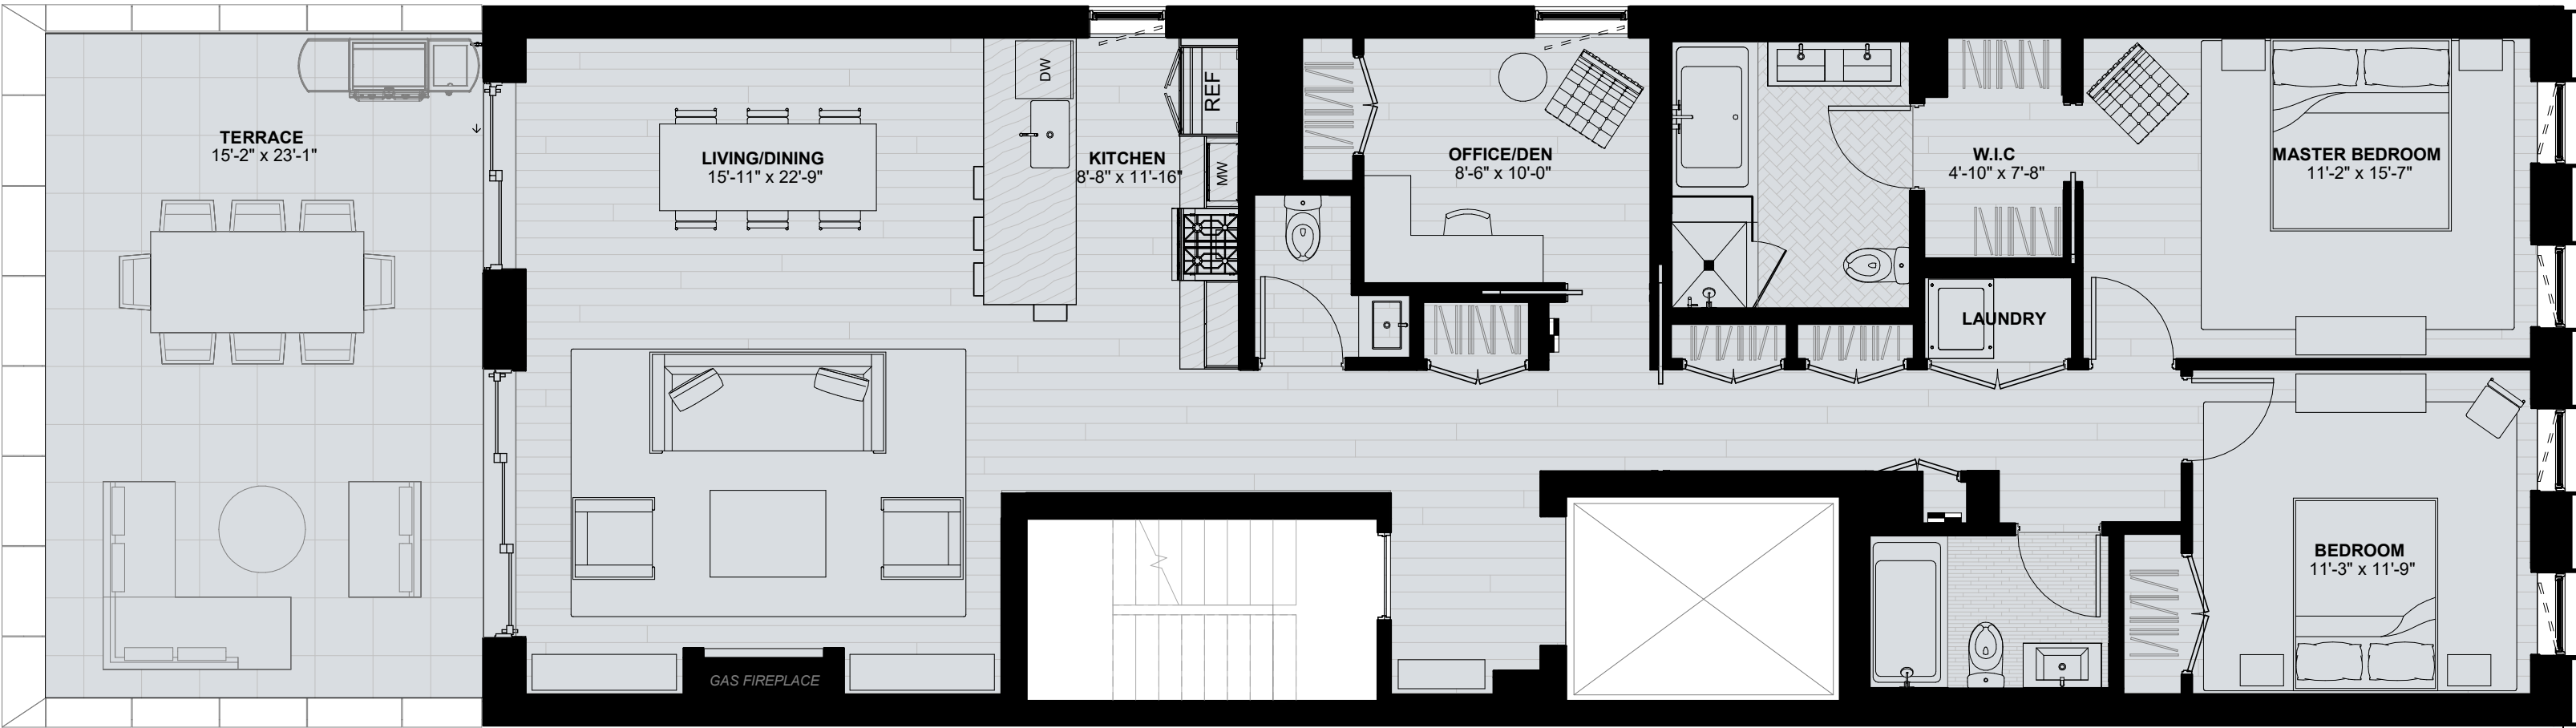 TERRACE
15'-2" x 23'-1"
LIVING/DINING
15'-11" x 22'-9"
DW
KITCHEN
8'-8" x 11'-16"
REF
MW
OFFICE/DEN
8'-6" x 10'-0"
W.I.C
4'-10" x 7'-8"
MASTER BEDROOM
11'-2" x 15'-7"
LAUNDRY
BEDROOM
11'-3" x 11'-9"
GAS FIREPLACE